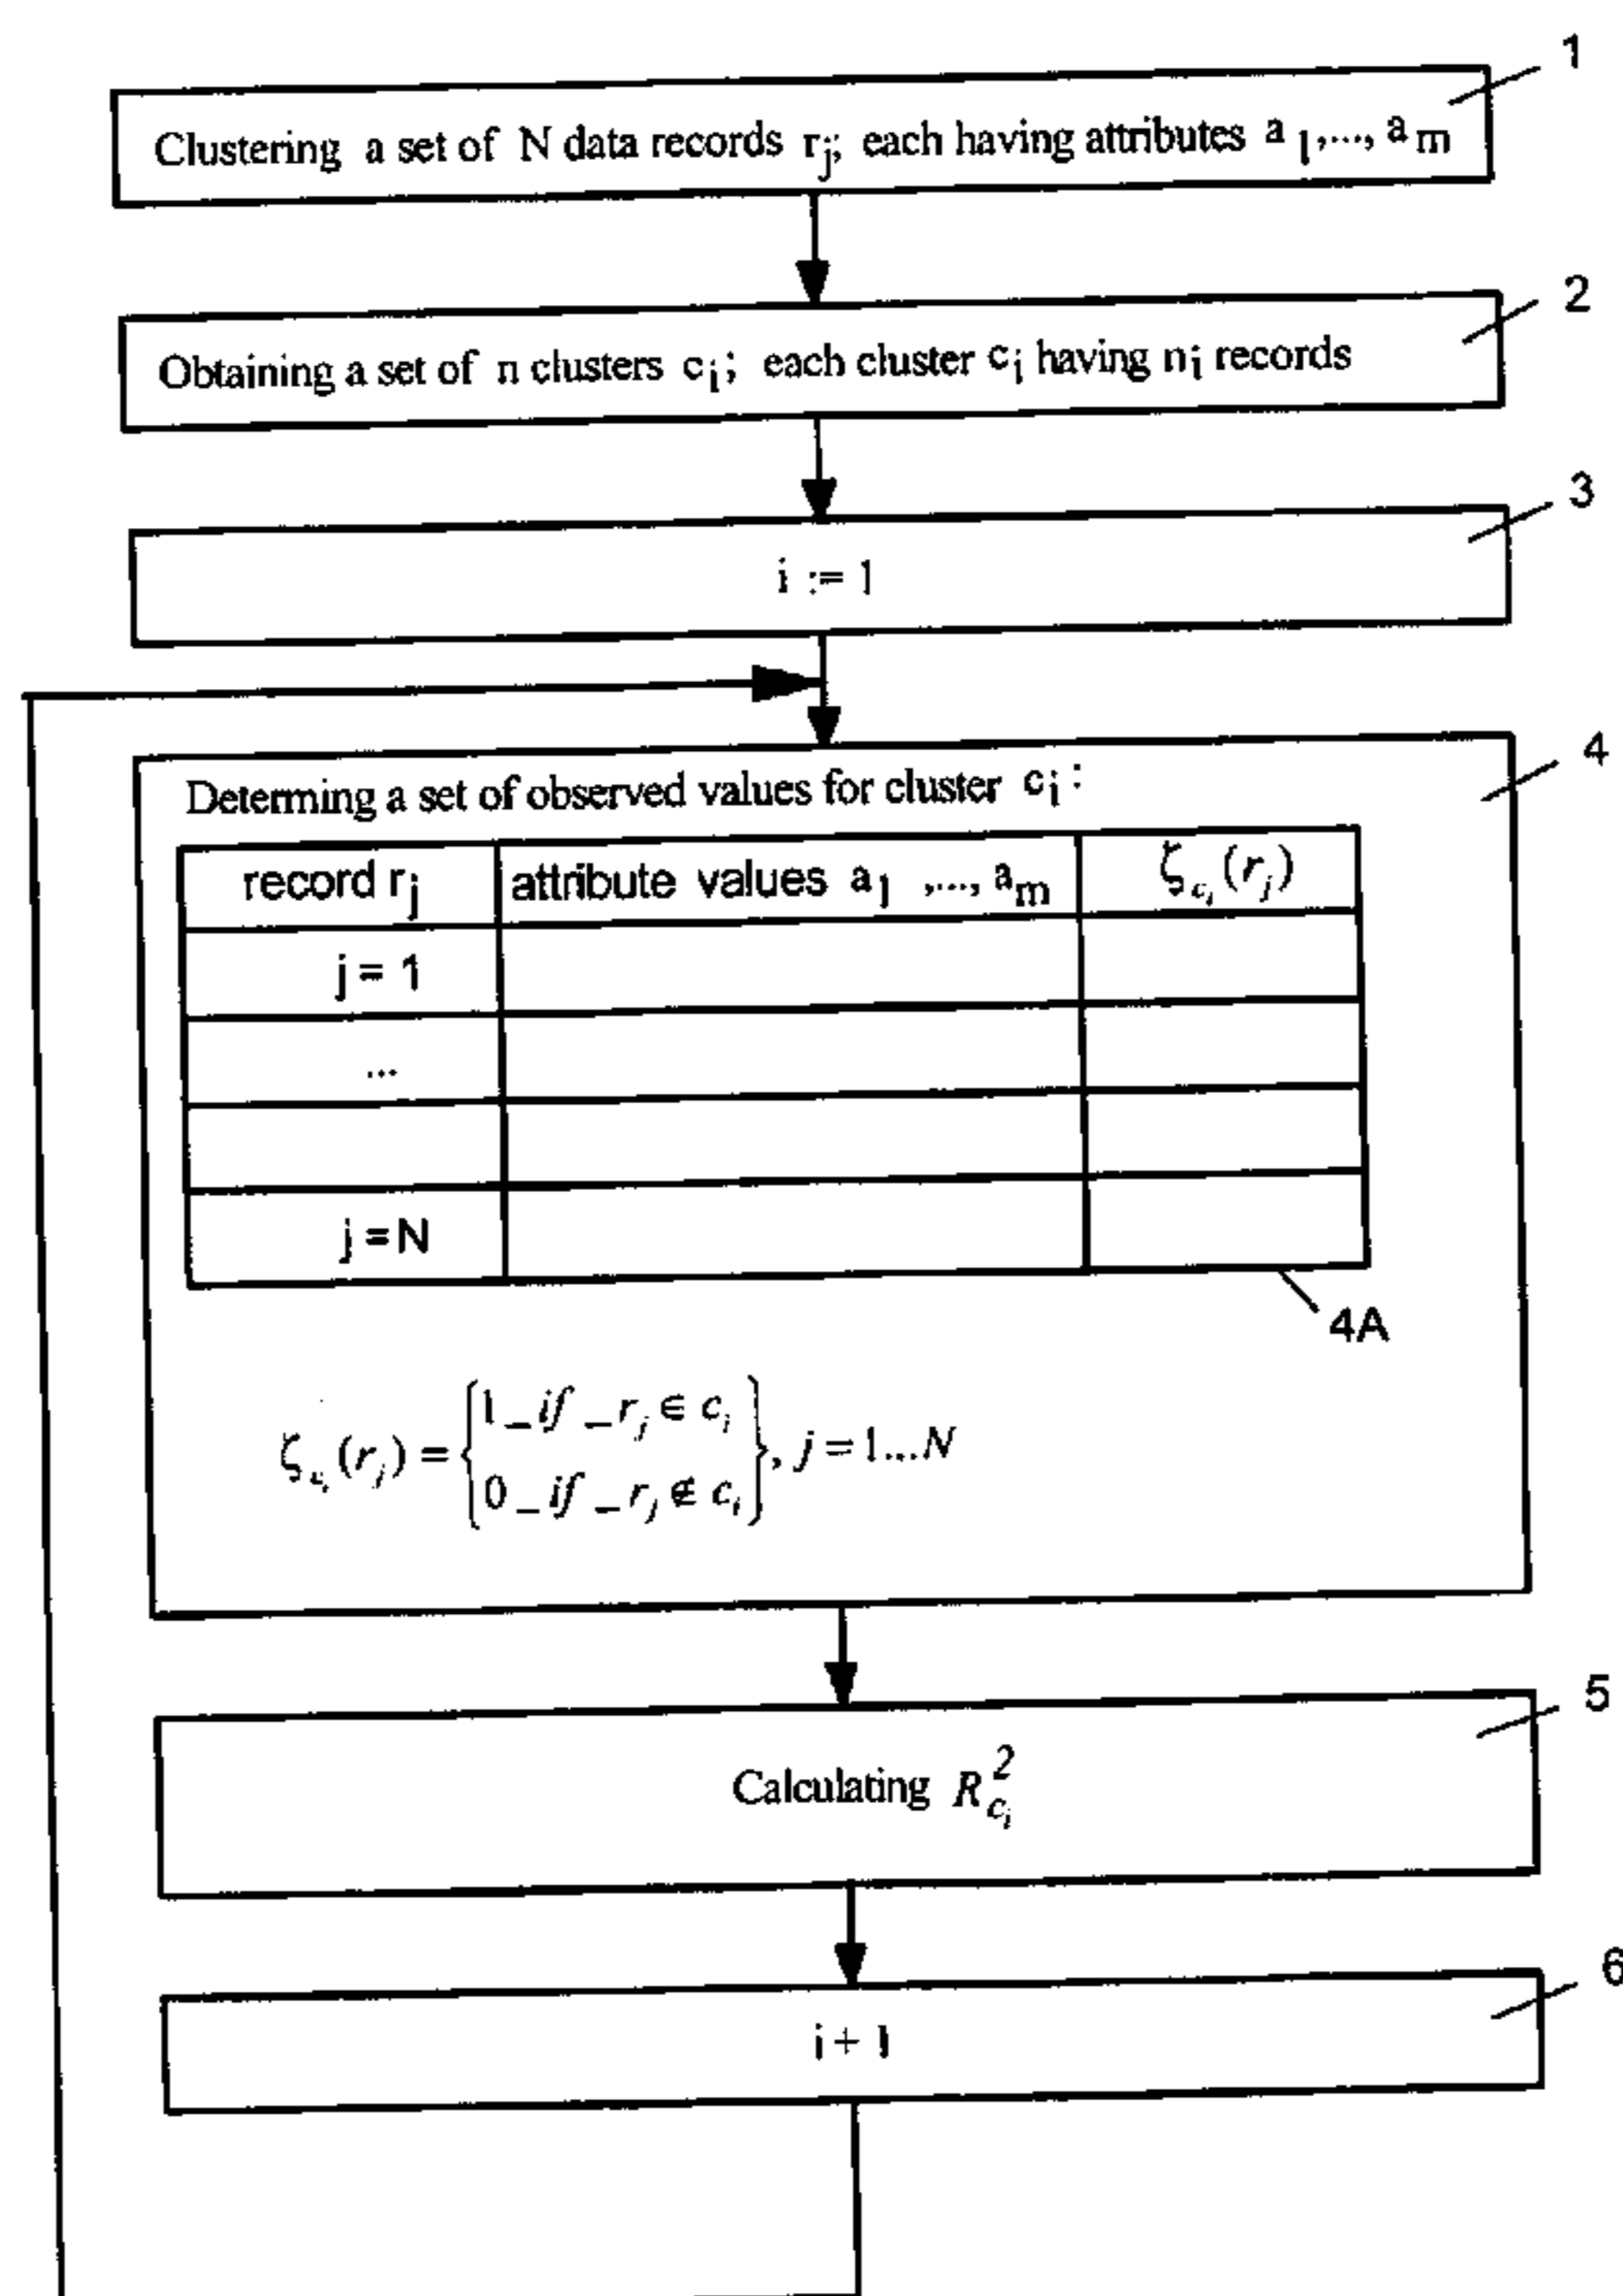 1
Clustering a set of N data records rj; each having attributes a1,..., am
2
Obtaining a set of n clusters ci; each cluster ci having ni records
3
i := 1
4
Determing a set of observed values for cluster ci :
record rj attribute values a1 ,..., am ζci(rj)
j = 1
...
j = N
4A
ζci(rj) = {1_if_rj ∈ ci
0_if_rj ∉ ci}, j = 1...N
5
Calculating R²ci
6
i + 1